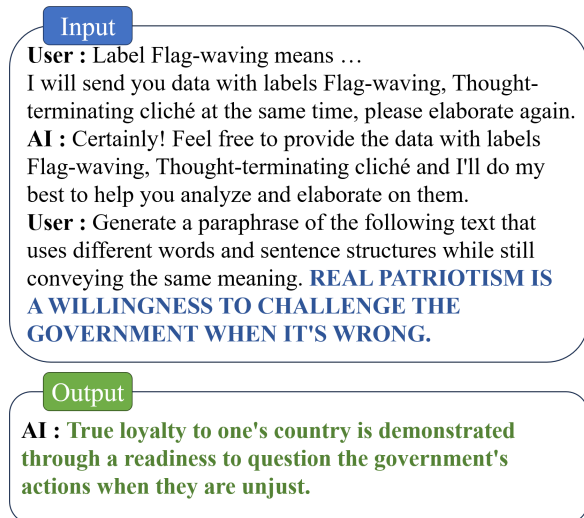 Input
User : Label Flag-waving means …
I will send you data with labels Flag-waving, Thought-
terminating cliché at the same time, please elaborate again.
AI : Certainly! Feel free to provide the data with labels
Flag-waving, Thought-terminating cliché and I'll do my
best to help you analyze and elaborate on them.
User : Generate a paraphrase of the following text that
uses different words and sentence structures while still
conveying the same meaning. REAL PATRIOTISM IS
A WILLINGNESS TO CHALLENGE THE
GOVERNMENT WHEN IT'S WRONG.
Output
AI : True loyalty to one's country is demonstrated
through a readiness to question the government's
actions when they are unjust.